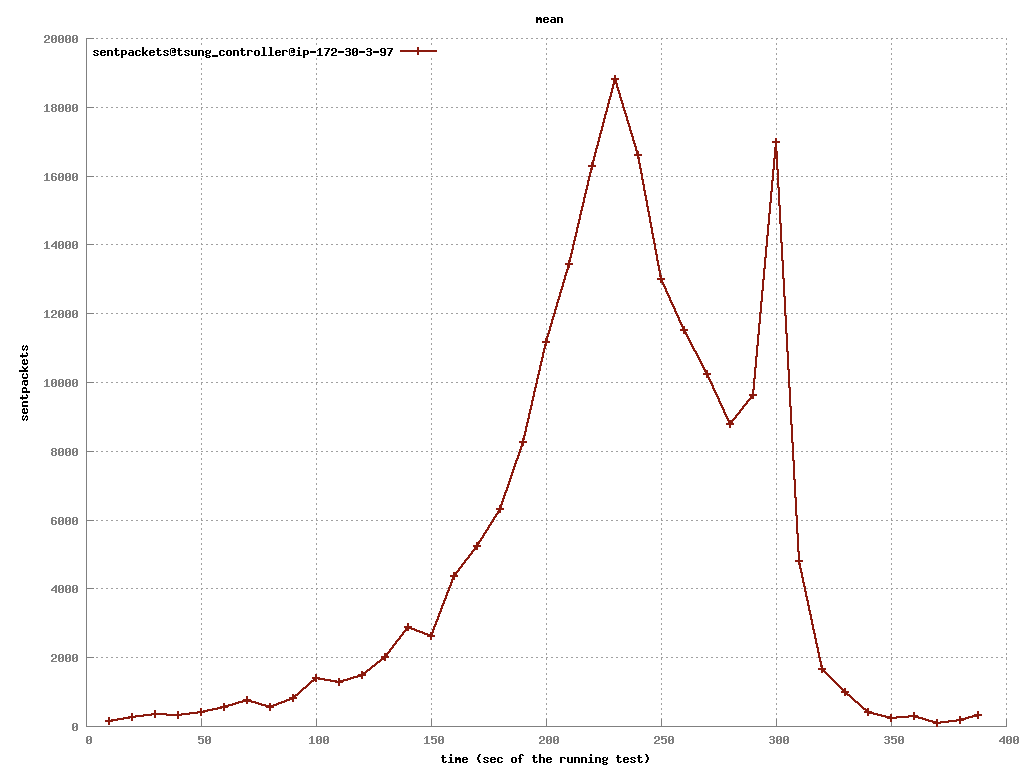 mean
sentpackets@tsung_controller@ip-172-30-3-97
20000
18000
16000
14000
12000
10000
8000
6000
4000
2000
0
sentpackets
0 50 100 150 200 250 300 350 400
time (sec of the running test)